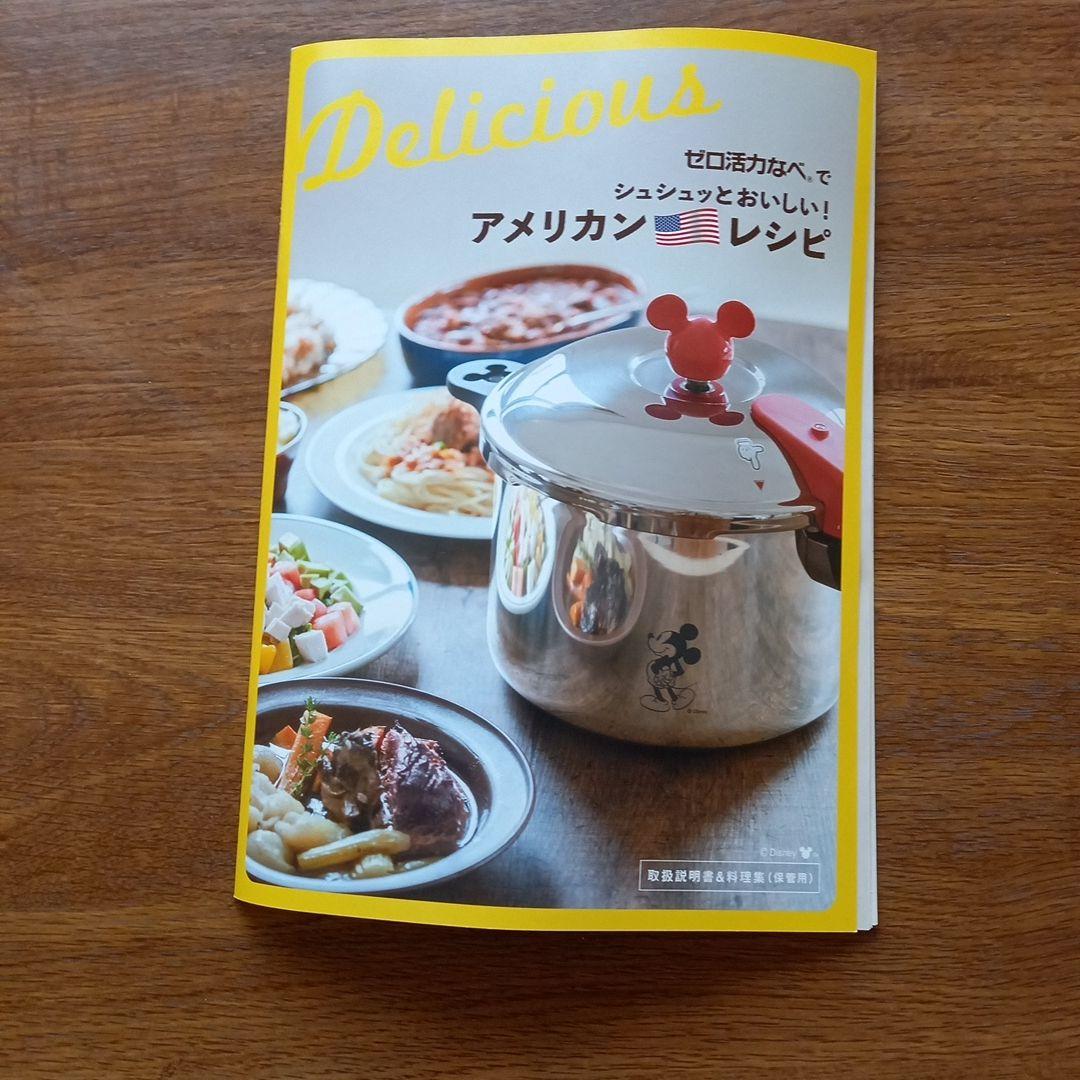 Delicious
ゼロ活力なべ®で
シュシュッとおいしい!
アメリカン レシピ
© Disney
© Disney
取扱説明書&料理集(保管用)